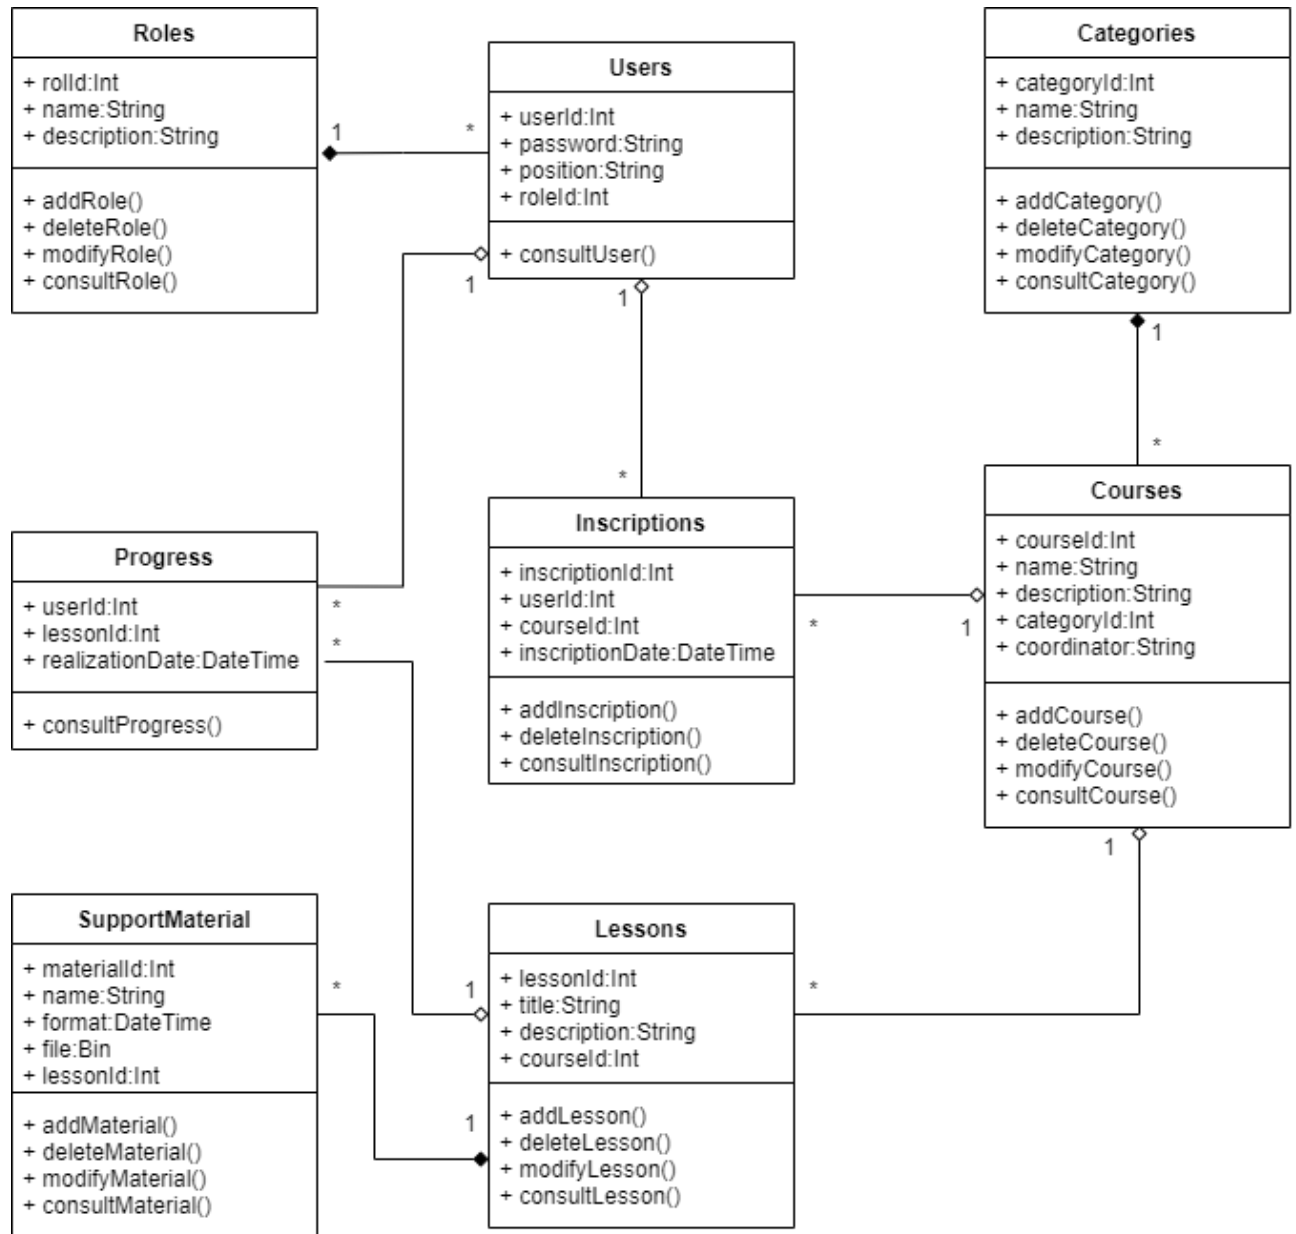 Roles
+ rolId:Int
+ name:String
+ description:String
+ addRole()
+ deleteRole()
+ modifyRole()
+ consultRole()
1
*
Users
+ userId:Int
+ password:String
+ position:String
+ roleId:Int
+ consultUser()
1
1
Categories
+ categoryId:Int
+ name:String
+ description:String
+ addCategory()
+ deleteCategory()
+ modifyCategory()
+ consultCategory()
1
*
Progress
+ userId:Int
+ lessonId:Int
+ realizationDate:DateTime
+ consultProgress()
*
*
*
Inscriptions
+ inscriptionId:Int
+ userId:Int
+ courseId:Int
+ inscriptionDate:DateTime
+ addInscription()
+ deleteInscription()
+ consultInscription()
*
1
Courses
+ courseId:Int
+ name:String
+ description:String
+ categoryId:Int
+ coordinator:String
+ addCourse()
+ deleteCourse()
+ modifyCourse()
+ consultCourse()
1
SupportMaterial
+ materialId:Int
+ name:String
+ format:DateTime
+ file:Bin
+ lessonId:Int
+ addMaterial()
+ deleteMaterial()
+ modifyMaterial()
+ consultMaterial()
*
1
1
Lessons
+ lessonId:Int
+ title:String
+ description:String
+ courseId:Int
+ addLesson()
+ deleteLesson()
+ modifyLesson()
+ consultLesson()
*